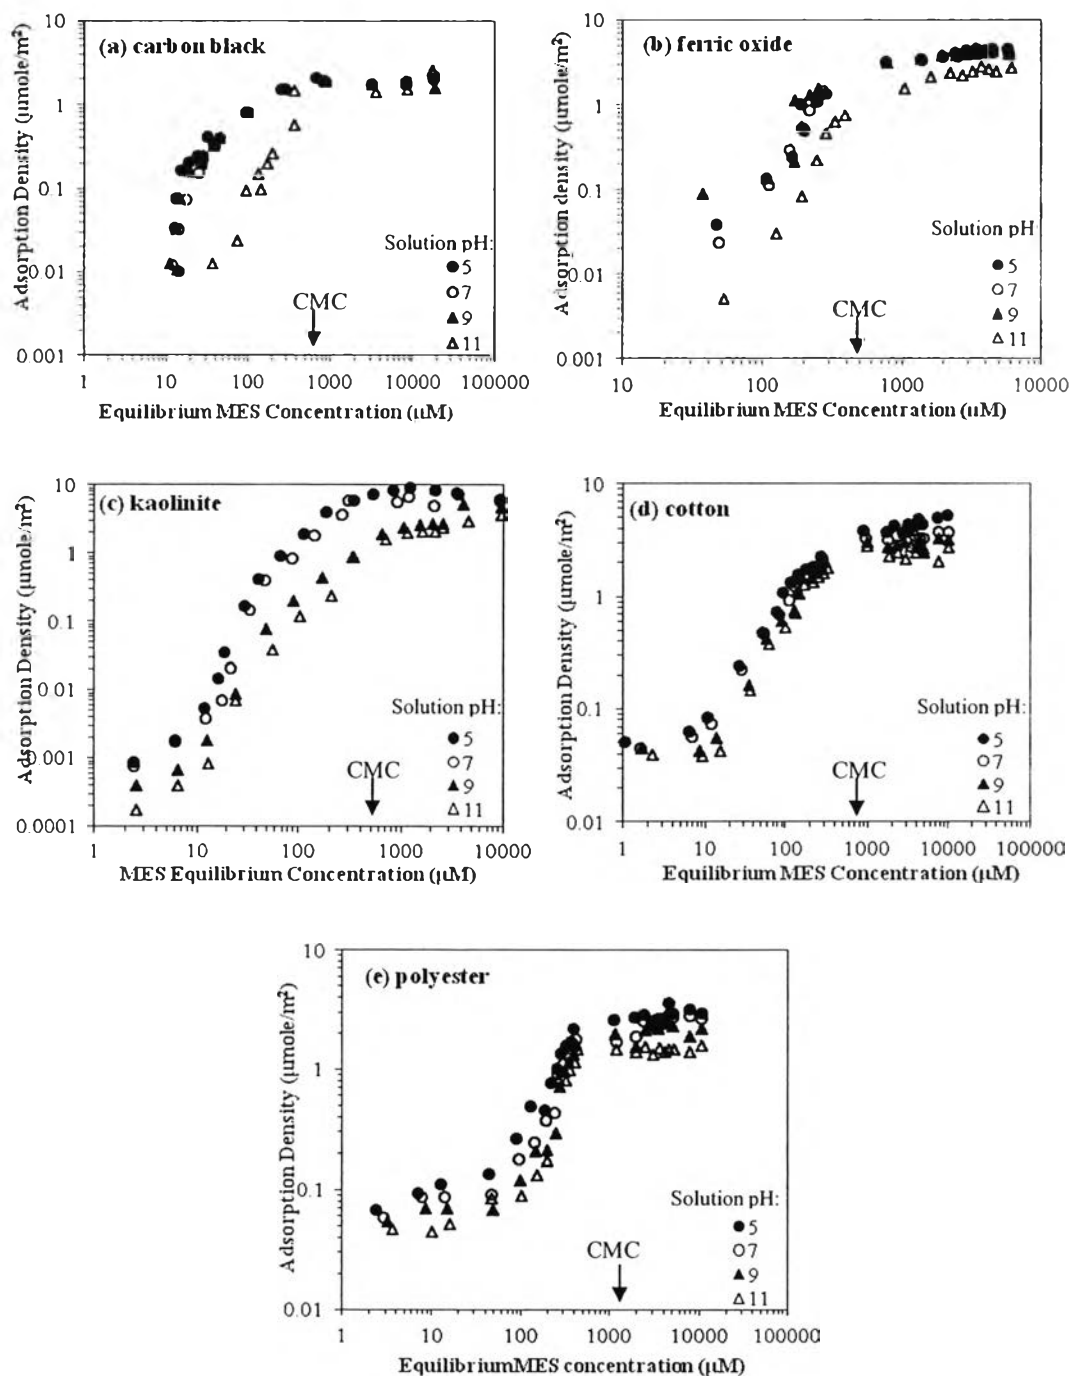 (a) carbon black
Adsorption Density (µmole/m²)
10
1
0.1
0.01
0.001
Solution pH:
5
7
9
11
CMC
1 10 100 1000 10000 100000
Equilibrium MES Concentration (µM)
(b) ferric oxide
Adsorption density (µmole/m²)
10
1
0.1
0.01
0.001
Solution pH:
5
7
9
11
CMC
10 100 1000 10000
Equilibrium MES Concentration (µM)
(c) kaolinite
Adsorption Density (µmole/m²)
10
1
0.1
0.01
0.001
0.0001
Solution pH:
5
7
9
11
CMC
1 10 100 1000 10000
MES Equilibrium Concentration (µM)
(d) cotton
Adsorption Density (µmole/m²)
10
1
0.1
0.01
Solution pH:
5
7
9
11
CMC
1 10 100 1000 10000 100000
Equilibrium MES Concentration (µM)
(e) polyester
Adsorption Density (µmole/m²)
10
1
0.1
0.01
Solution pH:
5
7
9
11
CMC
1 10 100 1000 10000 100000
EquilibriumMES concentration (µM)